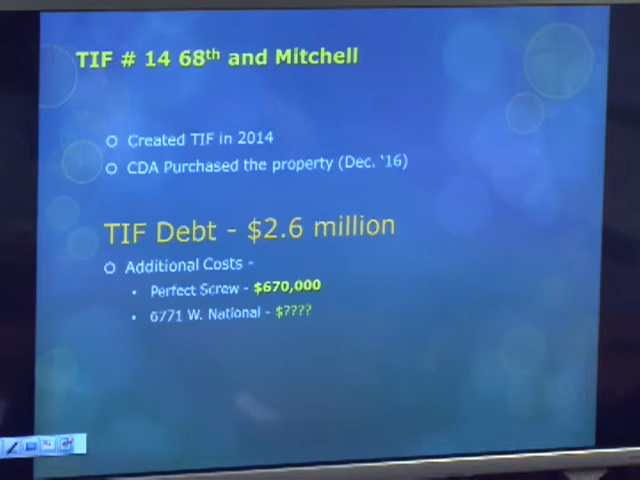 TIF # 14 68th and Mitchell
Created TIF in 2014
CDA Purchased the property (Dec. '16)
TIF Debt - $2.6 million
Additional Costs -
Perfect Screw - $670,000
6771 W. National - $????